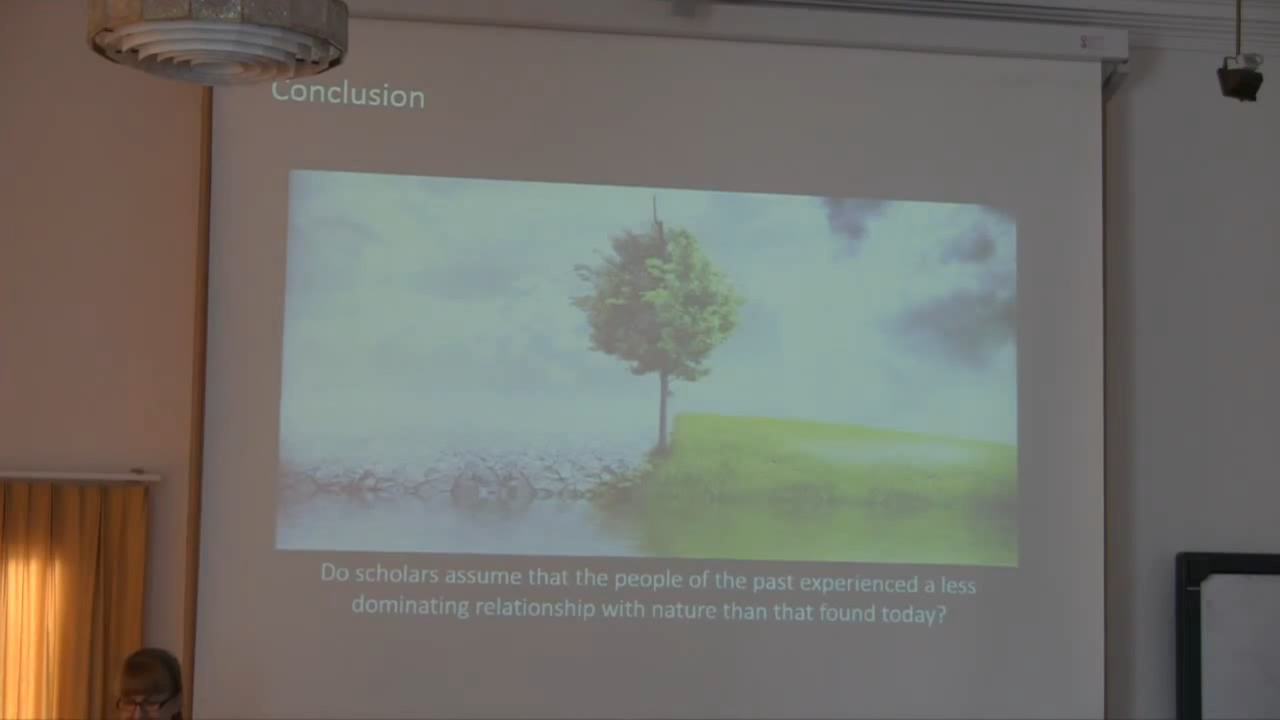 Conclusion
Do scholars assume that the people of the past experienced a less
dominating relationship with nature than that found today?